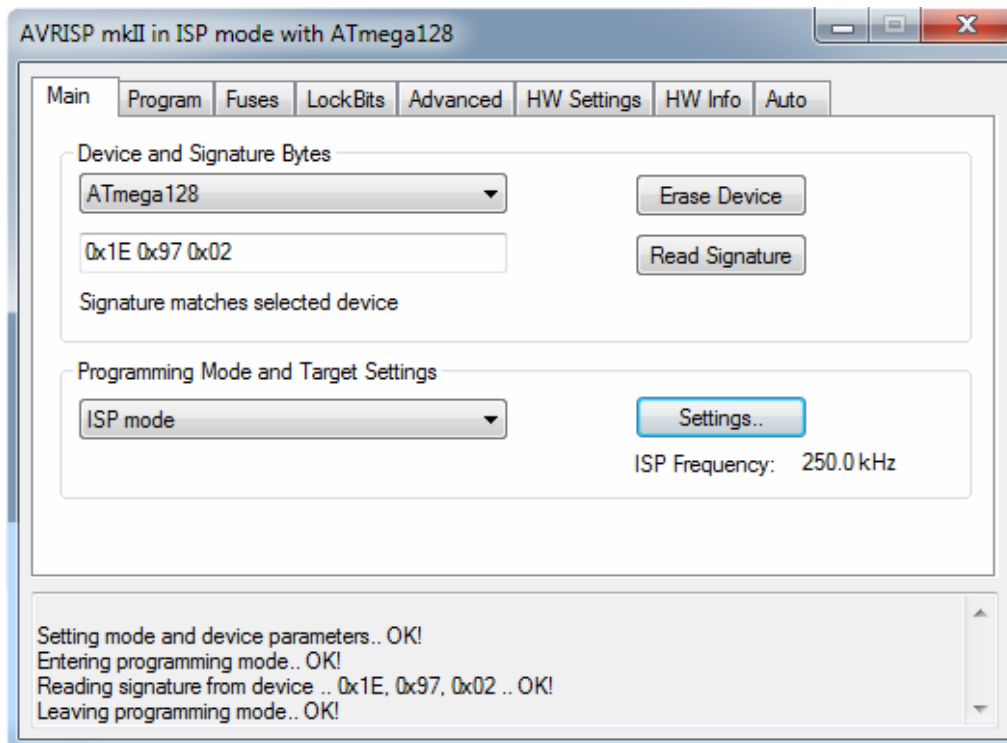 AVRISP mkII in ISP mode with ATmega128
Main Program Fuses LockBits Advanced HW Settings HW Info Auto
Device and Signature Bytes
ATmega128 Erase Device
0x1E 0x97 0x02 Read Signature
Signature matches selected device
Programming Mode and Target Settings
ISP mode Settings..
ISP Frequency: 250.0 kHz
Setting mode and device parameters.. OK!
Entering programming mode.. OK!
Reading signature from device .. 0x1E, 0x97, 0x02 .. OK!
Leaving programming mode.. OK!